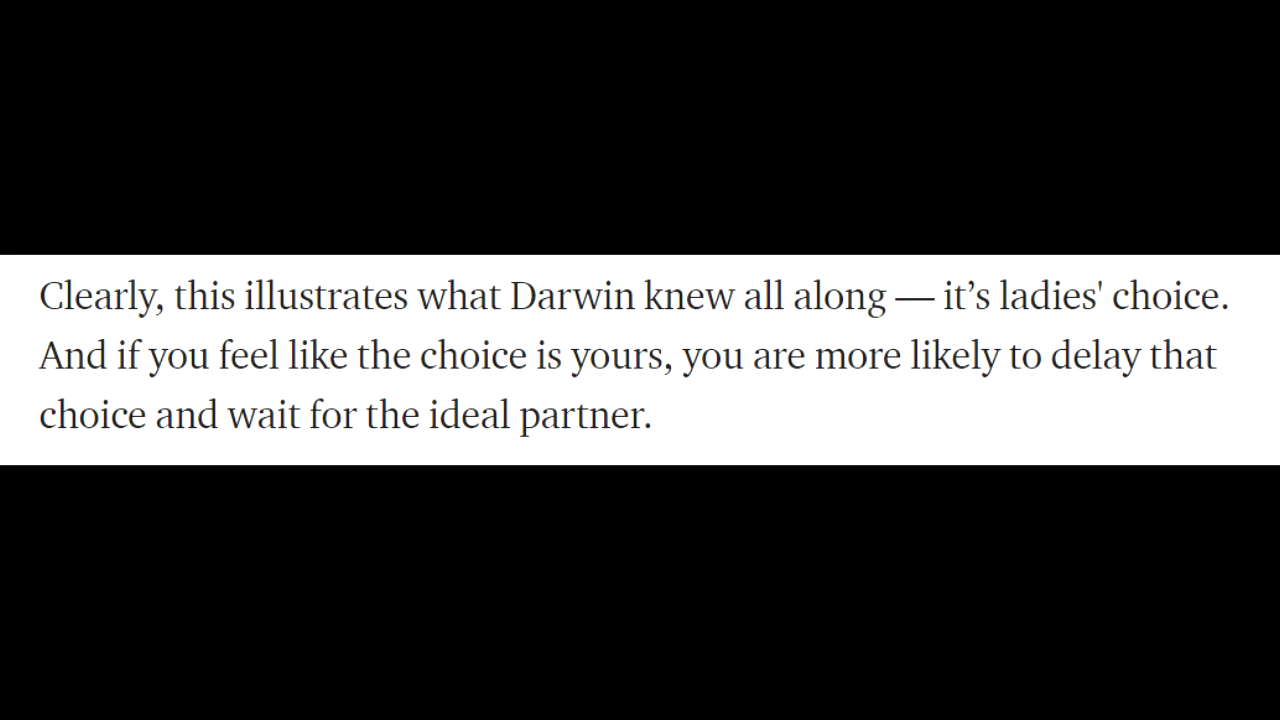 Clearly, this illustrates what Darwin knew all along — it’s ladies' choice.
And if you feel like the choice is yours, you are more likely to delay that
choice and wait for the ideal partner.